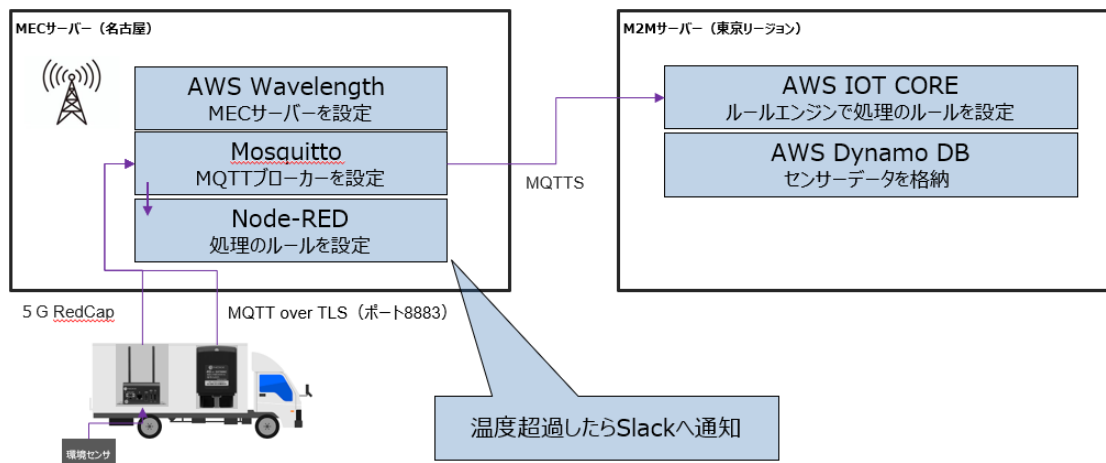 MECサーバー（名古屋）
AWS Wavelength
MECサーバーを設定
Mosquitto
MQTTブローカーを設定
Node-RED
処理のルールを設定
MQTTS
M2Mサーバー（東京リージョン）
AWS IOT CORE
ルールエンジンで処理のルールを設定
AWS Dynamo DB
センサーデータを格納
５G RedCap
MQTT over TLS（ポート8883）
温度超過したらSlackへ通知
環境センサ